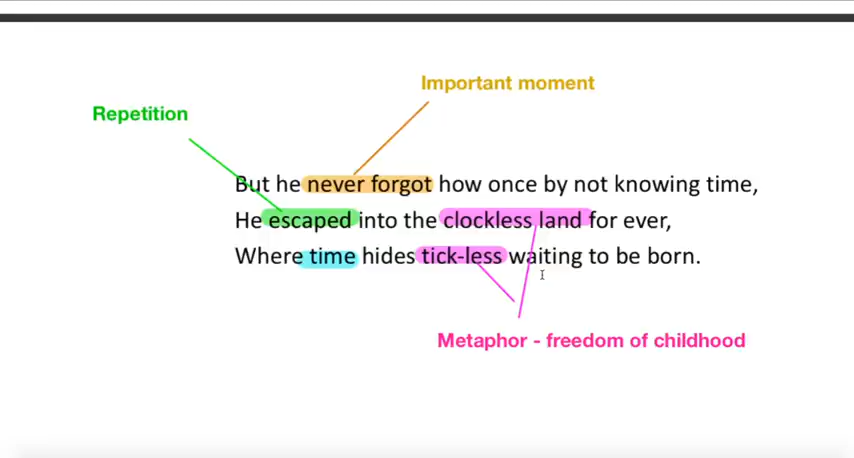 Important moment
Repetition
But he never forgot how once by not knowing time,
He escaped into the clockless land for ever,
Where time hides tick-less waiting to be born.
Metaphor - freedom of childhood